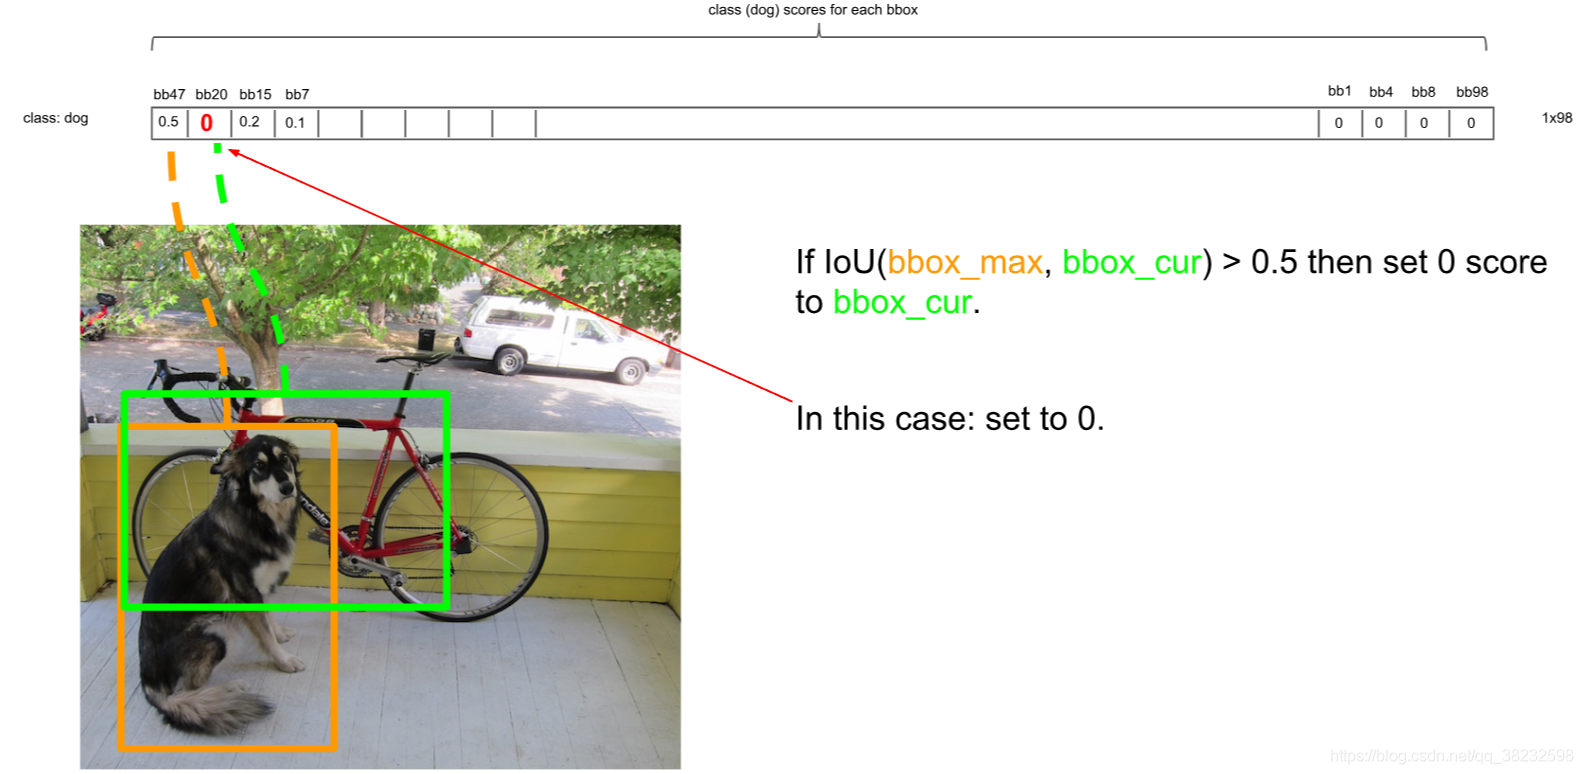 class (dog) scores for each bbox
bb47 bb20 bb15 bb7 bb1 bb4 bb8 bb98
class: dog 0.5 0 0.2 0.1 0 0 0 0 1x98
If IoU(bbox_max, bbox_cur) > 0.5 then set 0 score
to bbox_cur.
In this case: set to 0.
https://blog.csdn.net/qq_38232598